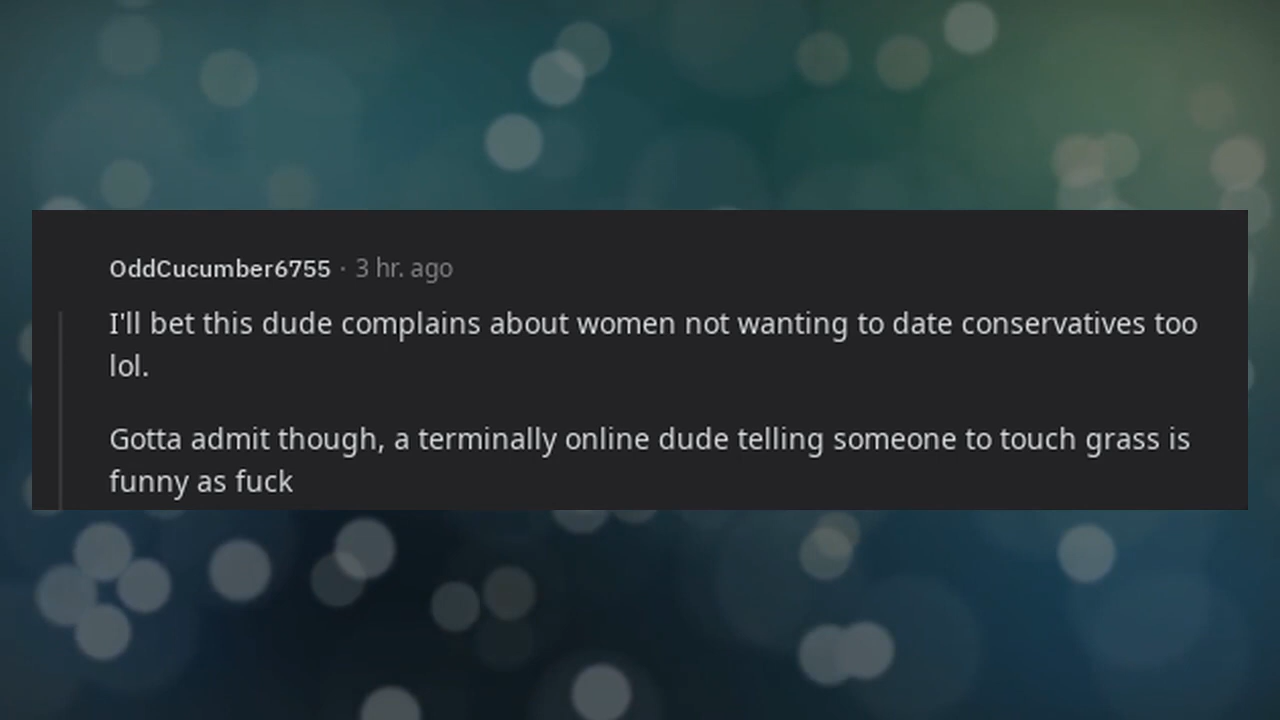 OddCucumber6755 · 3 hr. ago
I'll bet this dude complains about women not wanting to date conservatives too
lol.
Gotta admit though, a terminally online dude telling someone to touch grass is
funny as fuck